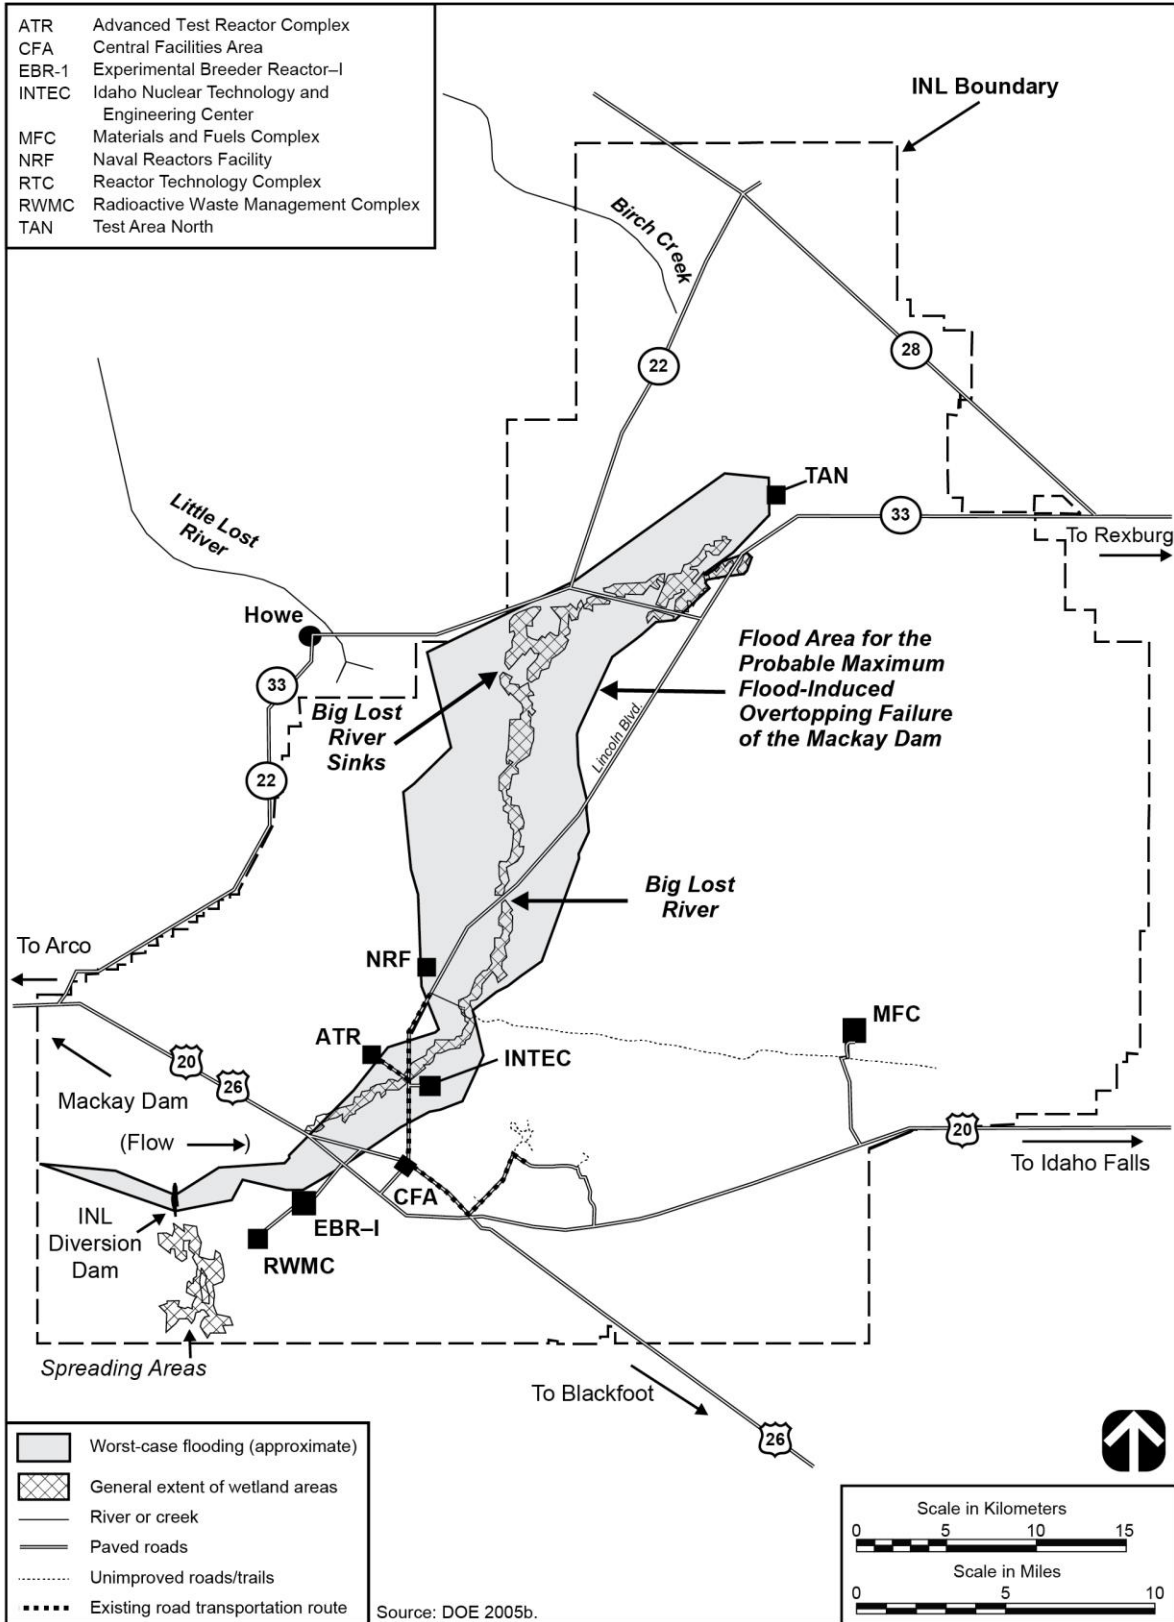 ATR Advanced Test Reactor Complex
CFA Central Facilities Area
EBR-1 Experimental Breeder Reactor–I
INTEC Idaho Nuclear Technology and
Engineering Center
MFC Materials and Fuels Complex
NRF Naval Reactors Facility
RTC Reactor Technology Complex
RWMC Radioactive Waste Management Complex
TAN Test Area North
INL Boundary
Birch Creek
22
28
TAN
33
To Rexburg
Little Lost
River
Howe
33
22
Big Lost
River
Sinks
Flood Area for the
Probable Maximum
Flood-Induced
Overtopping Failure
of the Mackay Dam
Lincoln Blvd.
Big Lost
River
To Arco
NRF
MFC
ATR
INTEC
20
26
Mackay Dam
(Flow )
20
To Idaho Falls
CFA
INL
Diversion
Dam
EBR–I
RWMC
Spreading Areas
To Blackfoot
26
Worst-case flooding (approximate)
General extent of wetland areas
River or creek
Paved roads
Unimproved roads/trails
Existing road transportation route
Source: DOE 2005b.
Scale in Kilometers
0 5 10 15
Scale in Miles
0 5 10